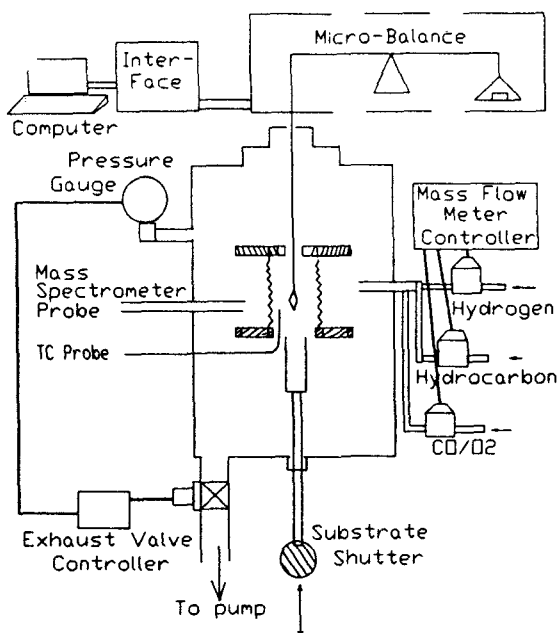 Micro-Balance
Inter-
Face
Computer
Pressure
Gauge
Mass Flow
Meter
Controller
Mass
Spectrometer
Probe
Hydrogen
TC Probe
Hydrocarbon
CO/O2
Exhaust Valve
Controller
Substrate
Shutter
To pump